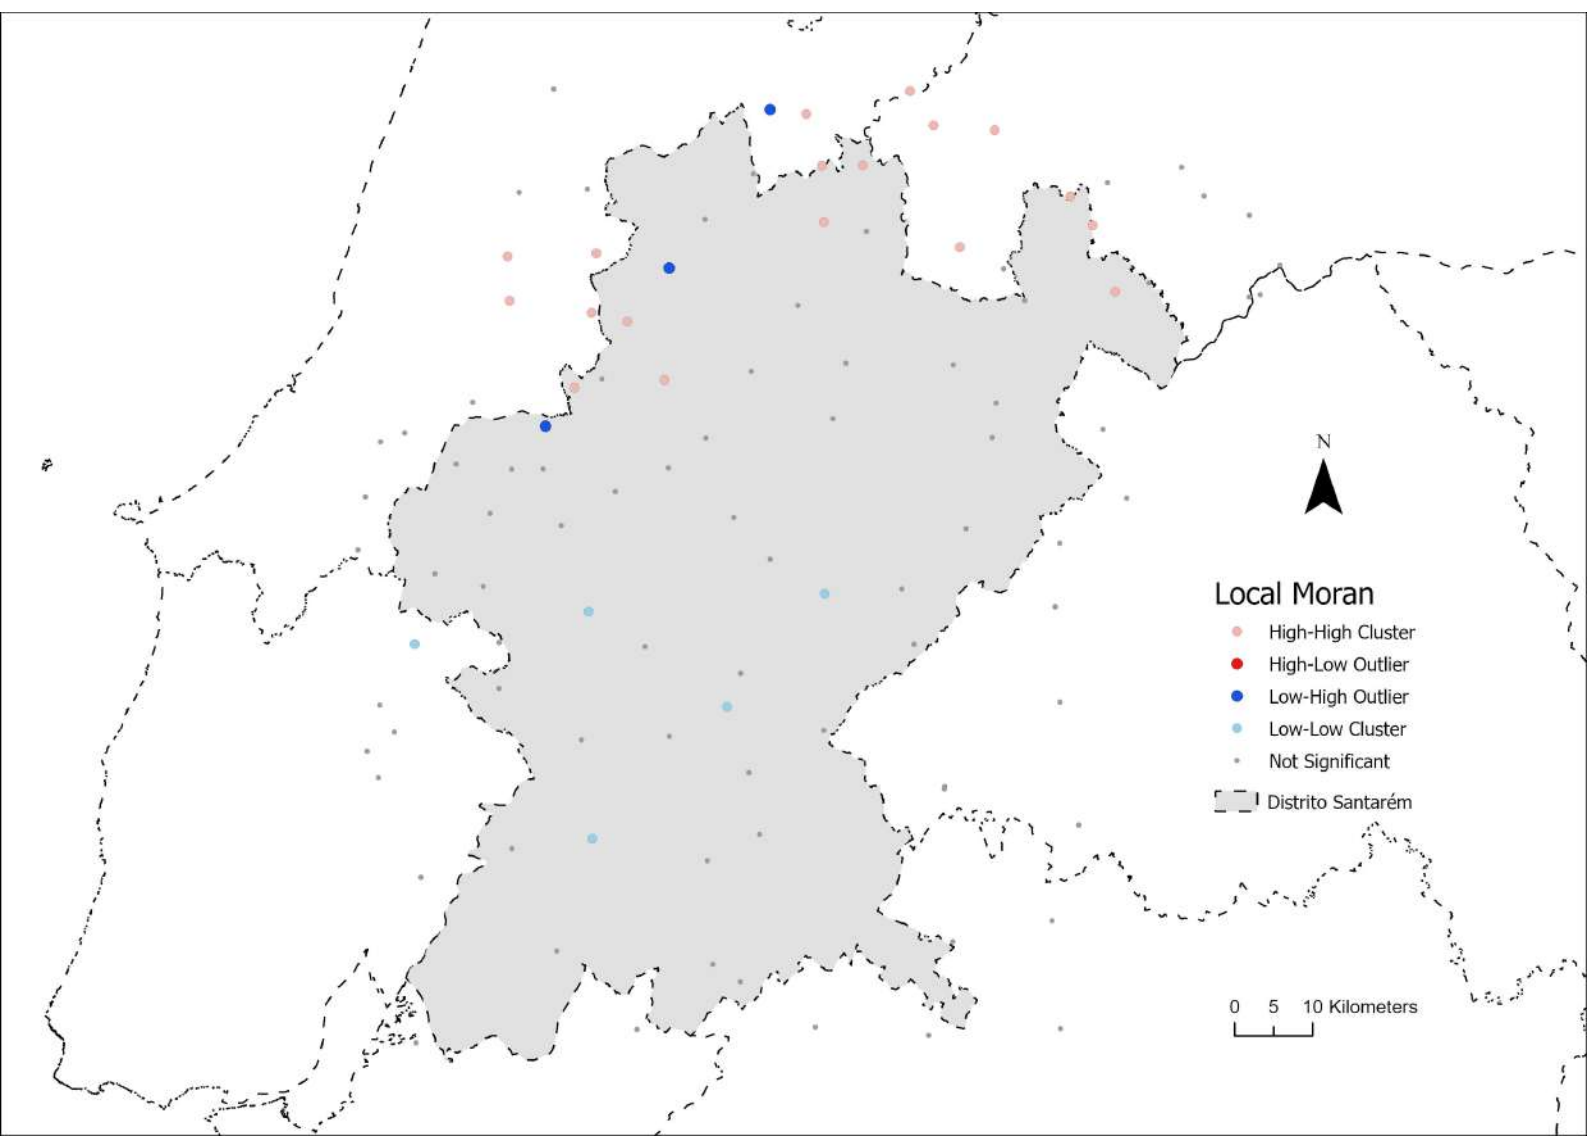 N
Local Moran
High-High Cluster
High-Low Outlier
Low-High Outlier
Low-Low Cluster
Not Significant
Distrito Santarém
0 5 10 Kilometers